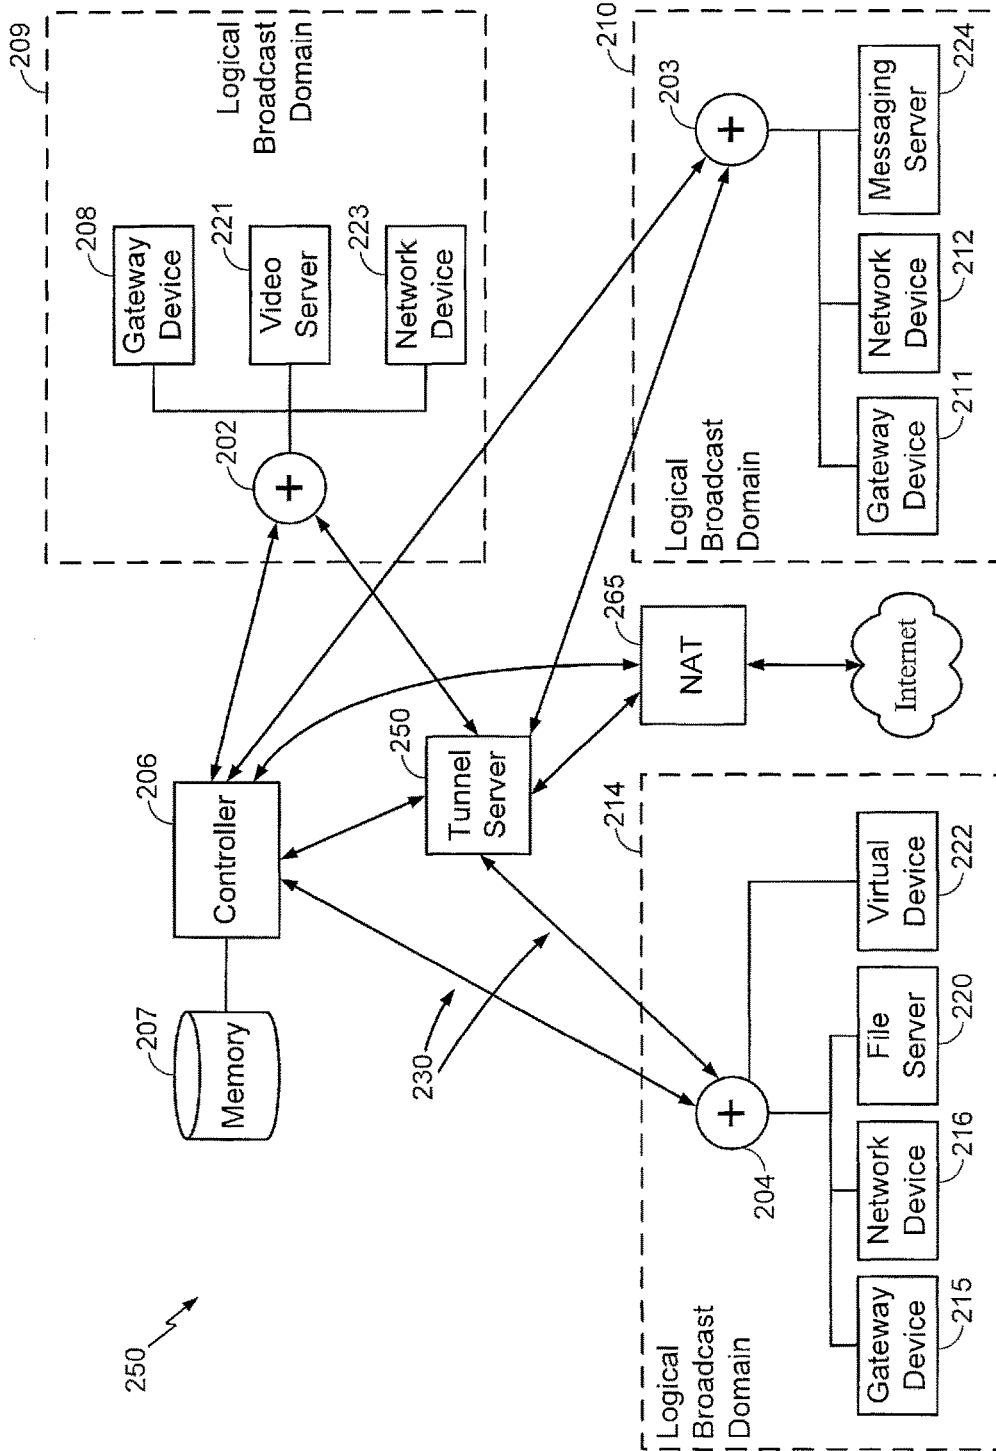 250
207
Memory
206
Controller
230
250
Tunnel
Server
202
208
Gateway
Device
221
Video
Server
223
Network
Device
209
Logical
Broadcast
Domain
214
Logical
Broadcast
Domain
204
Gateway
Device
215
Network
Device
216
File
Server
220
Virtual
Device
222
265
NAT
Internet
210
Logical
Broadcast
Domain
203
Gateway
Device
211
Network
Device
212
Messaging
Server
224